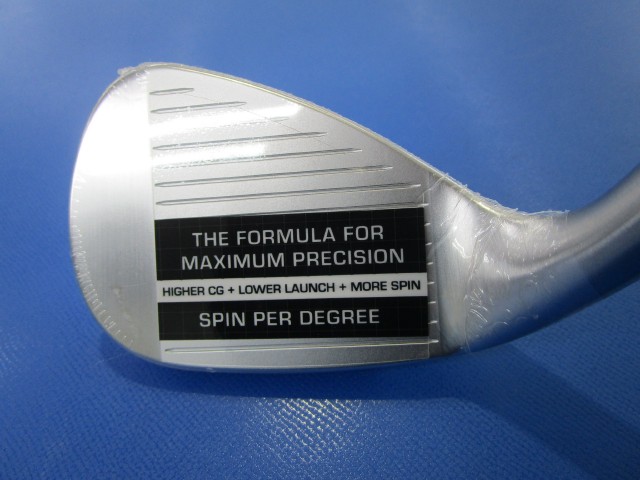 THE FORMULA FOR
MAXIMUM PRECISION
HIGHER CG + LOWER LAUNCH + MORE SPIN
SPIN PER DEGREE